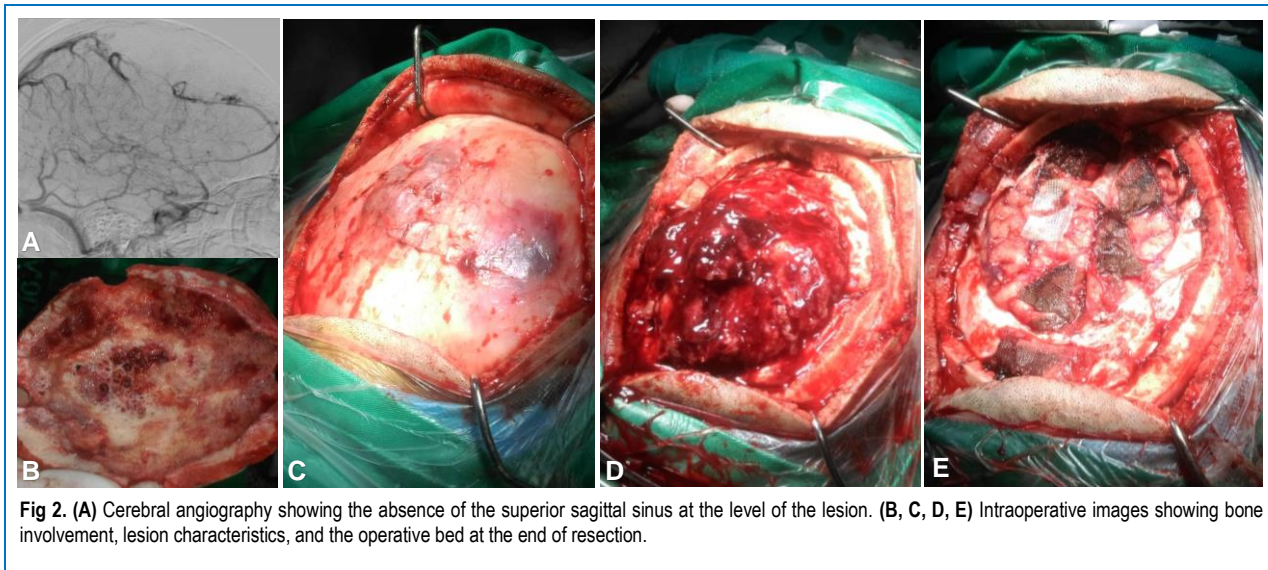 A
B
C
D
E
Fig 2. (A) Cerebral angiography showing the absence of the superior sagittal sinus at the level of the lesion. (B, C, D, E) Intraoperative images showing bone
involvement, lesion characteristics, and the operative bed at the end of resection.